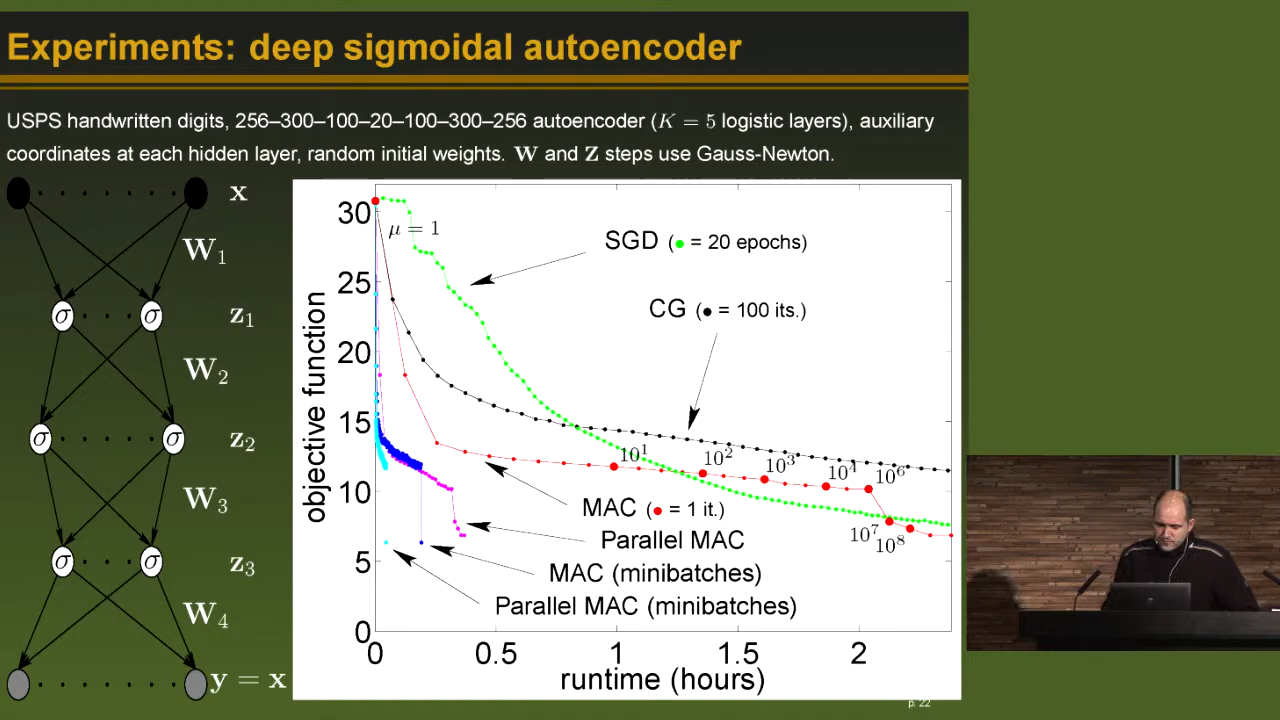 Experiments: deep sigmoidal autoencoder
USPS handwritten digits, 256–300–100–20–100–300–256 autoencoder (K = 5 logistic layers), auxiliary
coordinates at each hidden layer, random initial weights. W and Z steps use Gauss-Newton.
x
W1
σ σ z1
W2
σ σ z2
W3
σ σ z3
W4
y = x
objective function
30
25
20
15
10
5
0
0 0.5 1 1.5 2
runtime (hours)
μ = 1
SGD (● = 20 epochs)
CG (● = 100 its.)
10^1 10^2 10^3 10^4 10^6
MAC (● = 1 it.)
10^7 10^8
Parallel MAC
MAC (minibatches)
Parallel MAC (minibatches)
p. 22